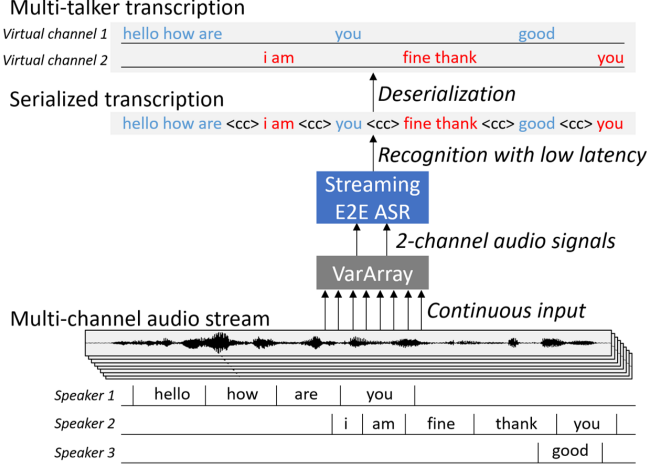 Multi-talker transcription
Virtual channel 1 hello how are you good
Virtual channel 2 i am fine thank you
Deserialization
Serialized transcription
hello how are <cc> i am <cc> you <cc> fine thank <cc> good <cc> you
Recognition with low latency
Streaming
E2E ASR
2-channel audio signals
VarArray
Continuous input
Multi-channel audio stream
Speaker 1 hello how are you
Speaker 2 i am fine thank you
Speaker 3 good